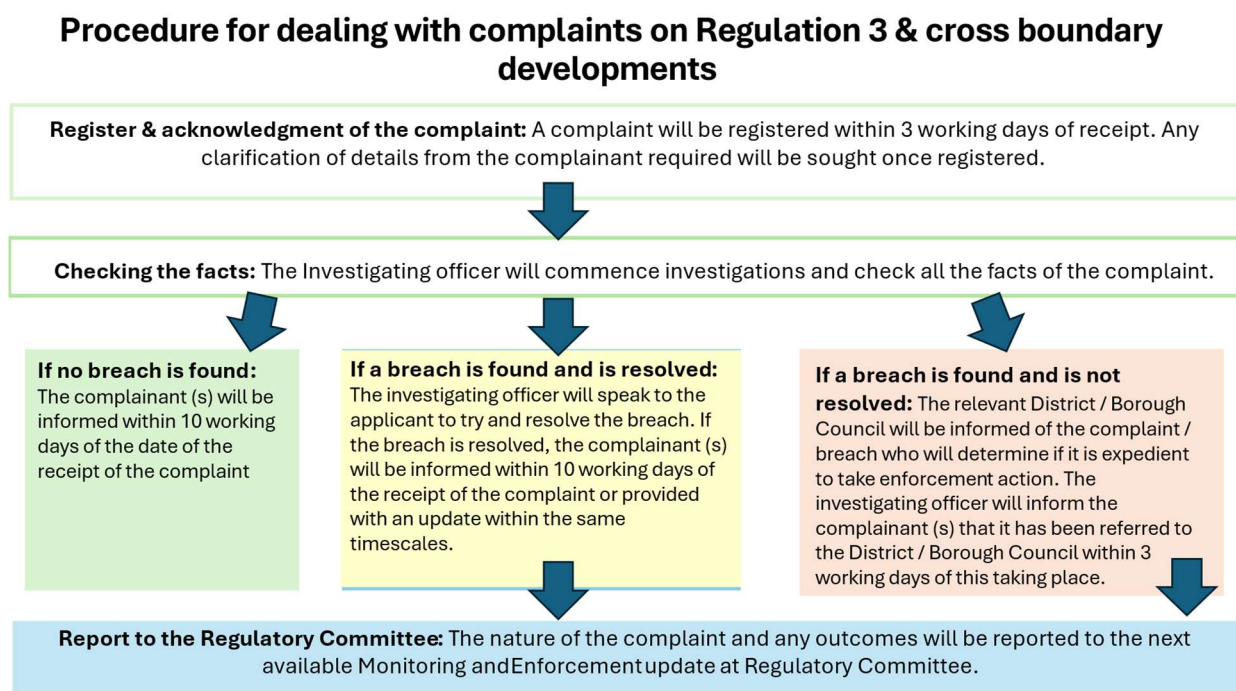 Procedure for dealing with complaints on Regulation 3 & cross boundary
developments
Register & acknowledgment of the complaint: A complaint will be registered within 3 working days of receipt. Any
clarification of details from the complainant required will be sought once registered.
Checking the facts: The Investigating officer will commence investigations and check all the facts of the complaint.
If no breach is found:
The complainant (s) will be
informed within 10 working
days of the date of the
receipt of the complaint
If a breach is found and is resolved:
The investigating officer will speak to the
applicant to try and resolve the breach. If
the breach is resolved, the complainant (s)
will be informed within 10 working days of
the receipt of the complaint or provided
with an update within the same
timescales.
If a breach is found and is not
resolved: The relevant District / Borough
Council will be informed of the complaint /
breach who will determine if it is expedient
to take enforcement action. The
investigating officer will inform the
complainant (s) that it has been referred to
the District / Borough Council within 3
working days of this taking place.
Report to the Regulatory Committee: The nature of the complaint and any outcomes will be reported to the next
available Monitoring and Enforcement update at Regulatory Committee.